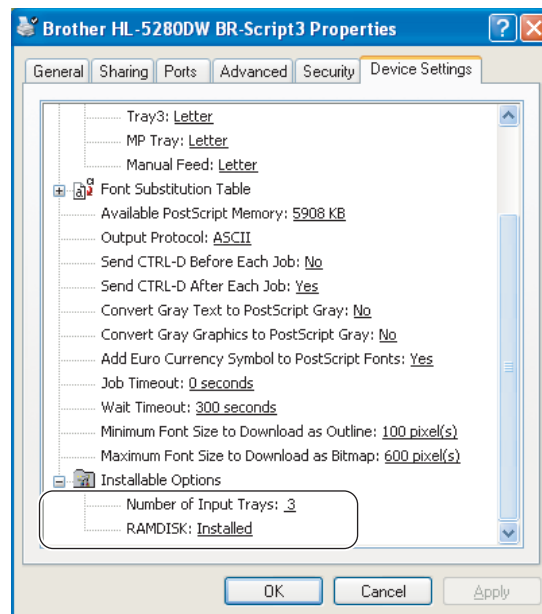 Brother HL-5280DW BR-Script3 Properties
General Sharing Ports Advanced Security Device Settings
Tray3: Letter
MP Tray: Letter
Manual Feed: Letter
Font Substitution Table
Available PostScript Memory: 5908 KB
Output Protocol: ASCII
Send CTRL-D Before Each Job: No
Send CTRL-D After Each Job: Yes
Convert Gray Text to PostScript Gray: No
Convert Gray Graphics to PostScript Gray: No
Add Euro Currency Symbol to PostScript Fonts: Yes
Job Timeout: 0 seconds
Wait Timeout: 300 seconds
Minimum Font Size to Download as Outline: 100 pixel(s)
Maximum Font Size to Download as Bitmap: 600 pixel(s)
Installable Options
Number of Input Trays: 3
RAMDISK: Installed
OK Cancel Apply